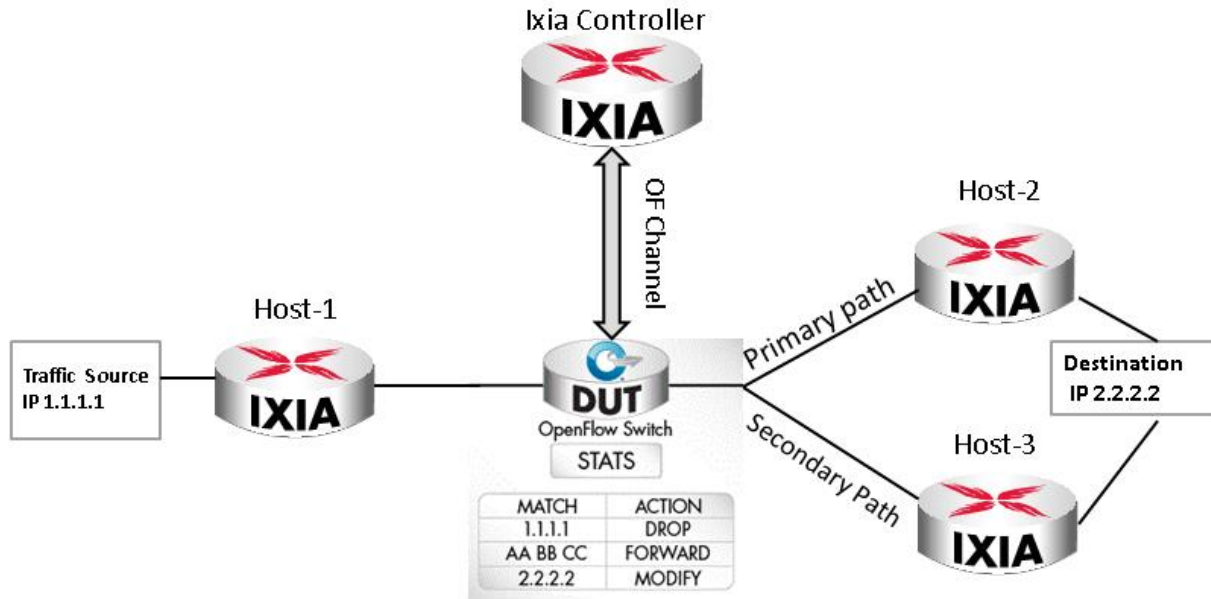 Ixia Controller
IXIA
OF Channel
Host-2
IXIA
Host-1
Primary path
Traffic Source
IP 1.1.1.1
IXIA
DUT
OpenFlow Switch
STATS
Destination
IP 2.2.2.2
Secondary Path
Host-3
IXIA
MATCH ACTION
1.1.1.1 DROP
AA BB CC FORWARD
2.2.2.2 MODIFY